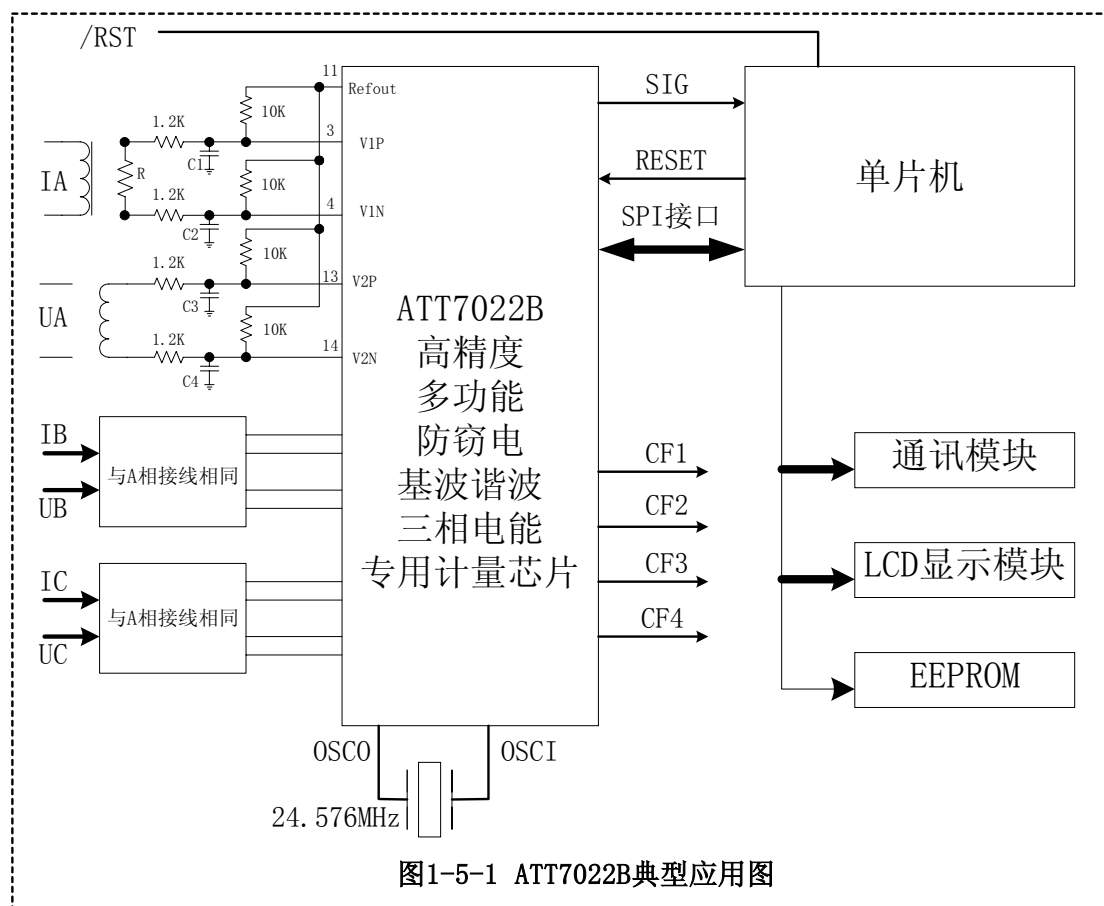 /RST
11
Refout
10K
1.2K
3
V1P
C1
IA
R
10K
1.2K
4
V1N
C2
10K
1.2K
13
V2P
C3
UA
10K
1.2K
14
V2N
C4
IB
UB
与A相接线相同
IC
UC
与A相接线相同
ATT7022B
高精度
多功能
防窃电
基波谐波
三相电能
专用计量芯片
SIG
RESET
SPI接口
单片机
CF1
CF2
CF3
CF4
通讯模块
LCD显示模块
EEPROM
OSCO
OSCI
24.576MHz
图1-5-1 ATT7022B典型应用图